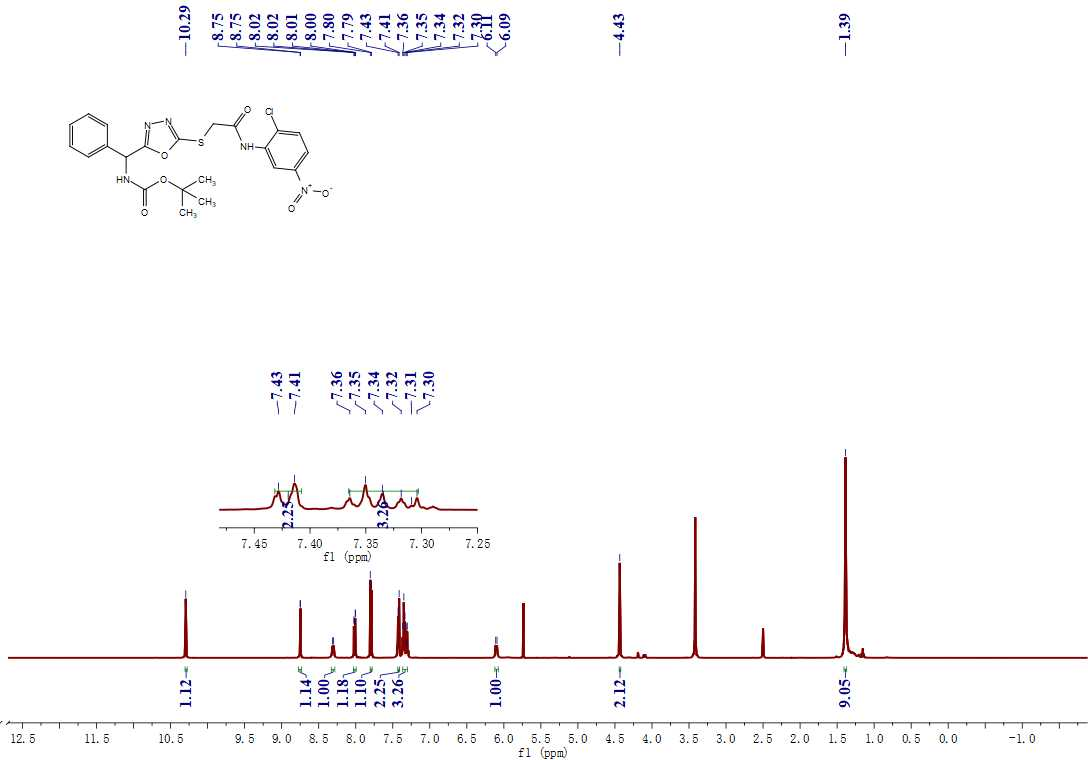 10.29 8.75 8.75 8.02 8.02 8.01 8.00 7.80 7.79 7.43 7.41 7.36 7.35 7.34 7.32 7.30 6.11 6.09 4.43 1.39
O
Cl
N N
S
NH
O
HN
O CH3
CH3
O CH3
N+ O-
O
7.43 7.41 7.36 7.35 7.34 7.32 7.31 7.30
2.25 3.26
7.45 7.40 7.35 7.30 7.25
f1 (ppm)
1.12 1.14 1.00 1.18 1.10 2.25 3.26 1.00 2.12 9.05
12.5 11.5 10.5 9.5 9.0 8.5 8.0 7.5 7.0 6.5 6.0 5.5 5.0 4.5 4.0 3.5 3.0 2.5 2.0 1.5 1.0 0.5 0.0 -1.0
f1 (ppm)